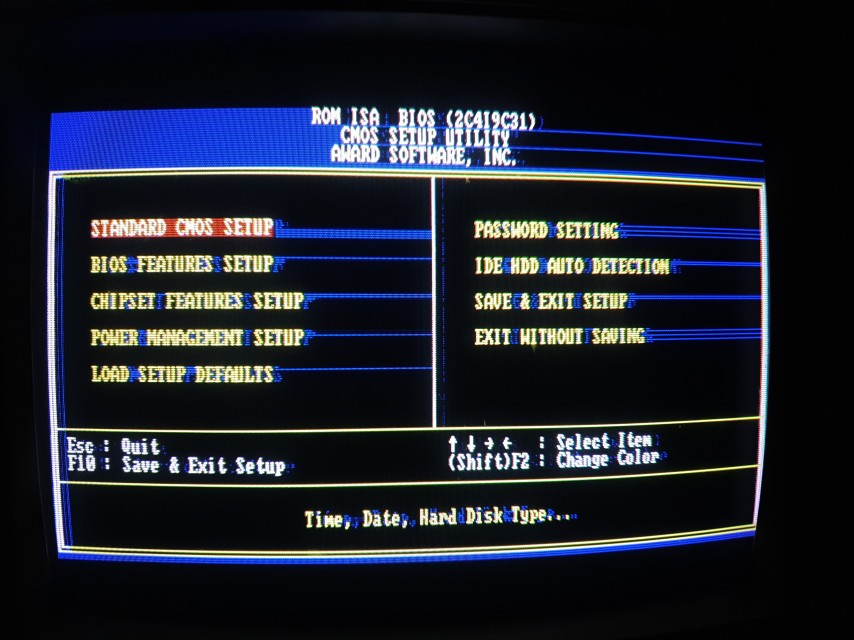 ROM ISA BIOS (2C4I9C31)
CMOS SETUP UTILITY
AWARD SOFTWARE, INC.
STANDARD CMOS SETUP
BIOS FEATURES SETUP
CHIPSET FEATURES SETUP
POWER MANAGEMENT SETUP
LOAD SETUP DEFAULTS
PASSWORD SETTING
IDE HDD AUTO DETECTION
SAVE & EXIT SETUP
EXIT WITHOUT SAVING
Esc : Quit
F10 : Save & Exit Setup
↑ ↓ → ← : Select Item
(Shift)F2 : Change Color
Time, Date, Hard Disk Type...